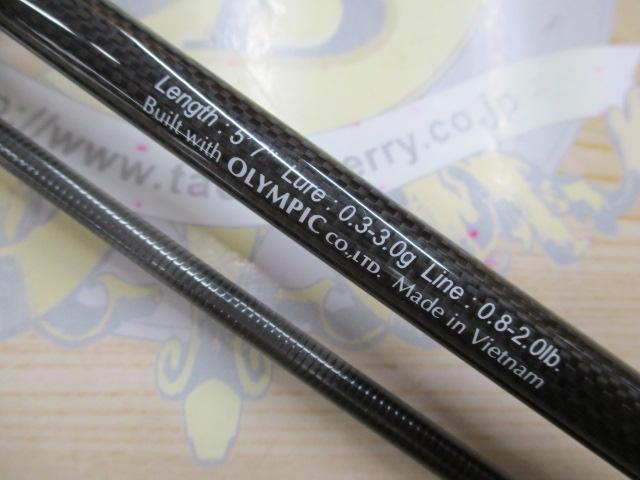 Length : 5'7" Lure : 0.3-3.0g Line : 0.8-2.0lb.
Built with OLYMPIC CO.,LTD. Made in Vietnam